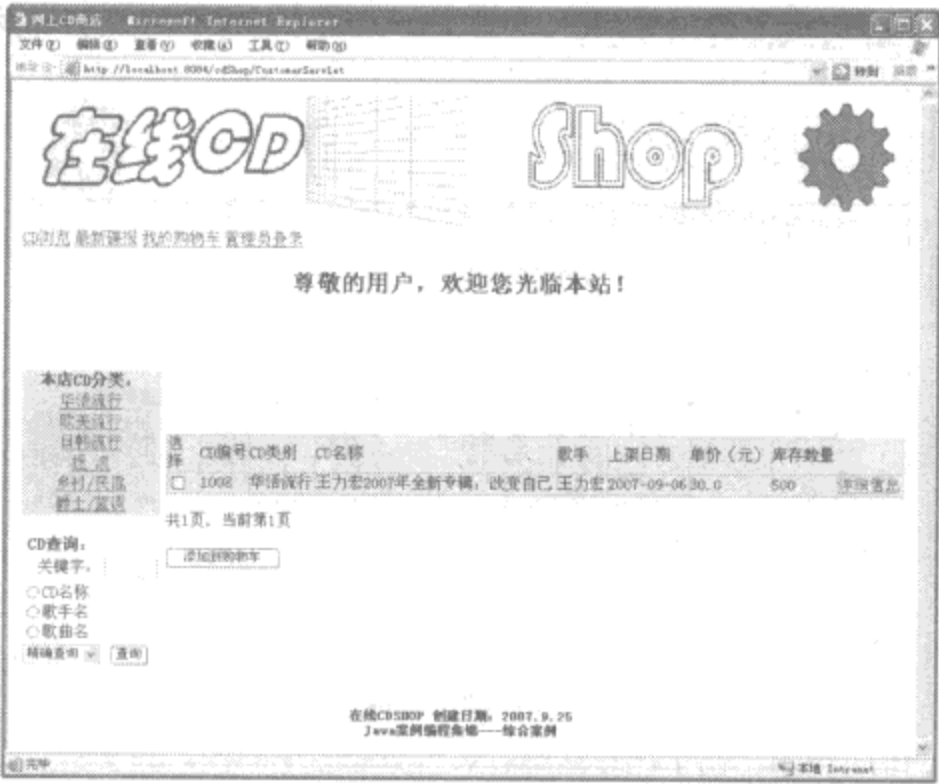 网上CD商店 - Microsoft Internet Explorer
文件(F) 编辑(E) 查看(V) 收藏(A) 工具(T) 帮助(H)
http://localhost:8084/cdShop/CustomerServlet 转到
在线CD Shop
CD浏览 最新碟报 我的购物车 管理员登录
尊敬的用户，欢迎您光临本站！
本店CD分类：
华语流行
欧美流行
日韩流行
摇 滚
乡村/民谣
爵士/蓝调
选择 CD编号 CD类别 CD名称 歌手 上架日期 单价（元） 库存数量
1002 华语流行 王力宏2007年全新专辑：改变自己 王力宏 2007-09-06 30.0 500 详细信息
共1页，当前第1页
添加到购物车
CD查询：
关键字：
CD名称
歌手名
歌曲名
精确查询 查询
在线CDSHOP 创建日期：2007.9.25
Java案例编程集锦---综合案例
完毕 本地 Intranet